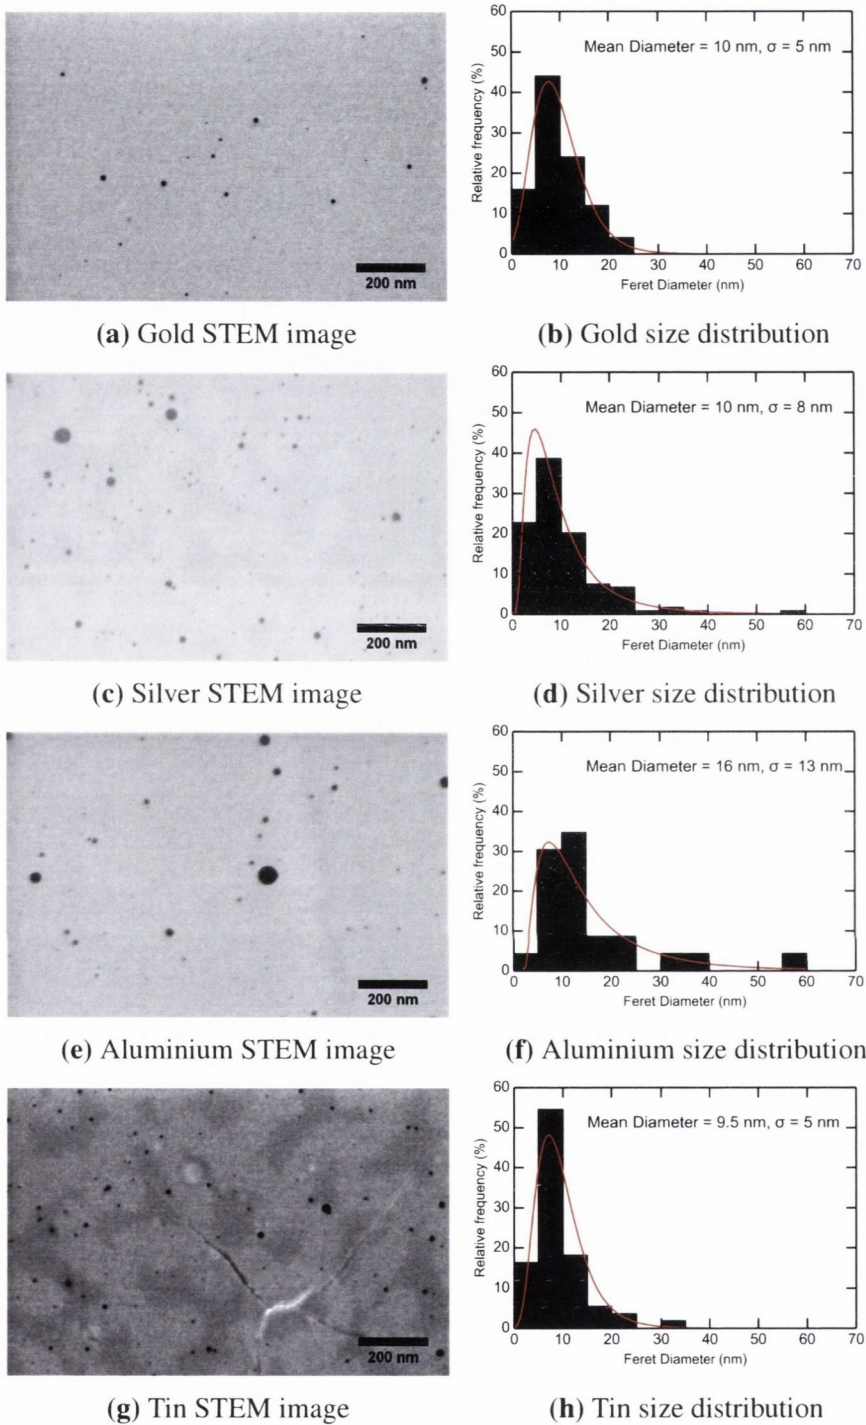 200 nm
(a) Gold STEM image
60
50
40
30
20
10
0
Relative frequency (%)
Mean Diameter = 10 nm, σ = 5 nm
0 10 20 30 40 50 60 70
Feret Diameter (nm)
(b) Gold size distribution
200 nm
(c) Silver STEM image
60
50
40
30
20
10
0
Relative frequency (%)
Mean Diameter = 10 nm, σ = 8 nm
0 10 20 30 40 50 60 70
Feret Diameter (nm)
(d) Silver size distribution
200 nm
(e) Aluminium STEM image
60
50
40
30
20
10
0
Relative frequency (%)
Mean Diameter = 16 nm, σ = 13 nm
0 10 20 30 40 50 60 70
Feret Diameter (nm)
(f) Aluminium size distribution
200 nm
(g) Tin STEM image
60
50
40
30
20
10
0
Relative frequency (%)
Mean Diameter = 9.5 nm, σ = 5 nm
0 10 20 30 40 50 60 70
Feret Diameter (nm)
(h) Tin size distribution